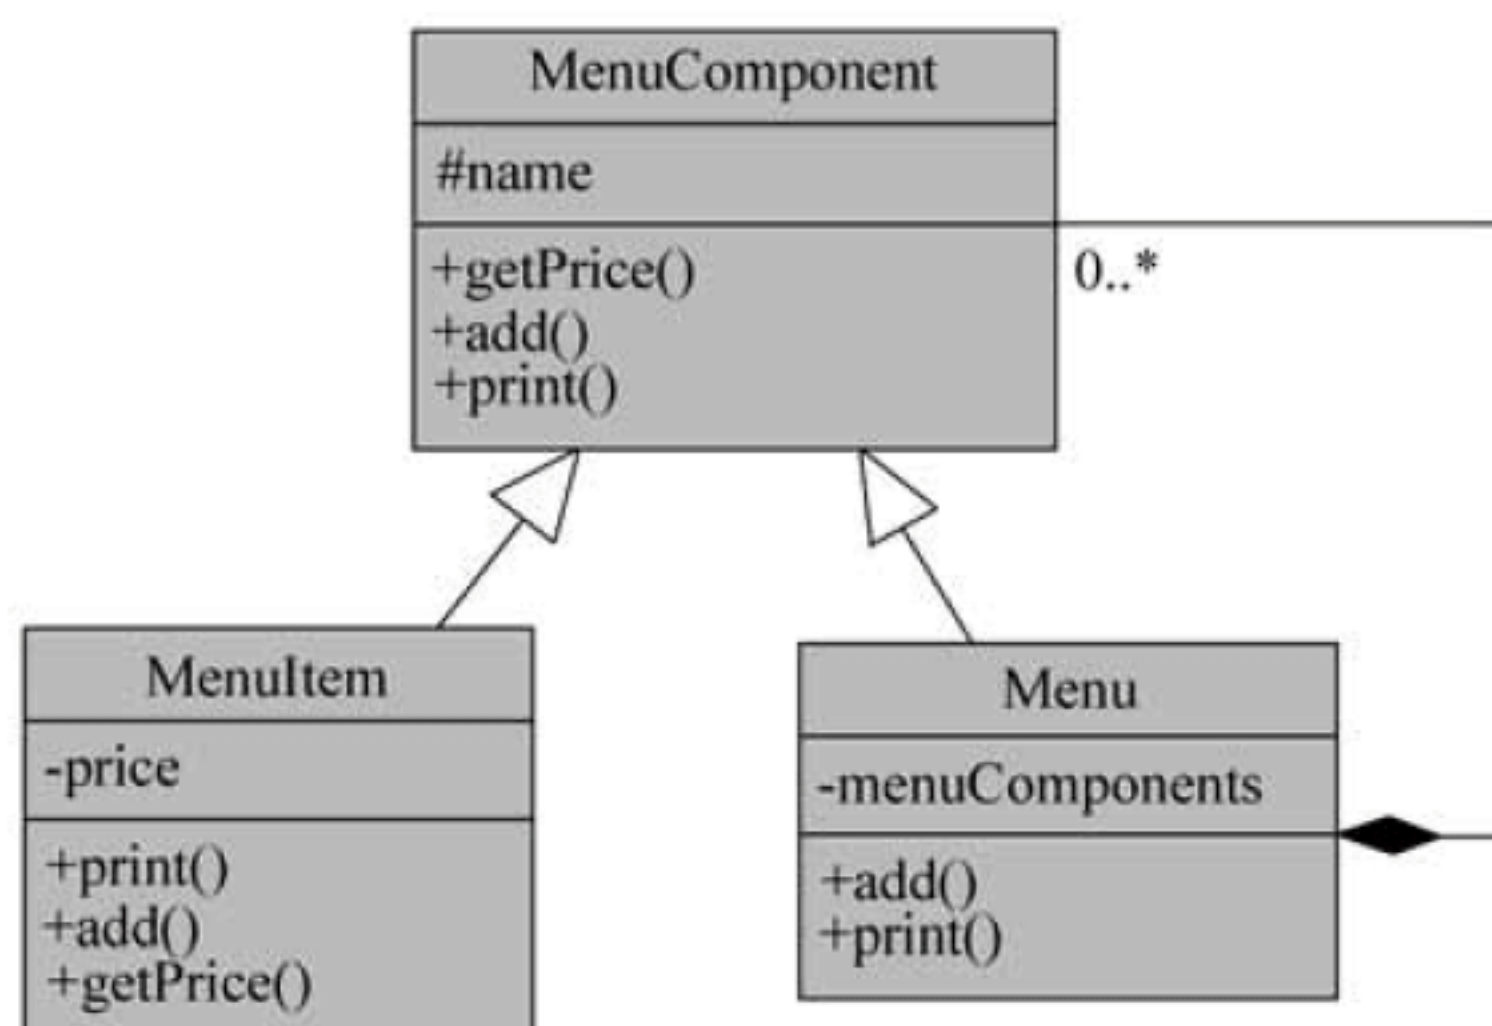 MenuComponent
#name
+getPrice()
+add()
+print()
0..*
MenuItem
-price
+print()
+add()
+getPrice()
Menu
-menuComponents
+add()
+print()